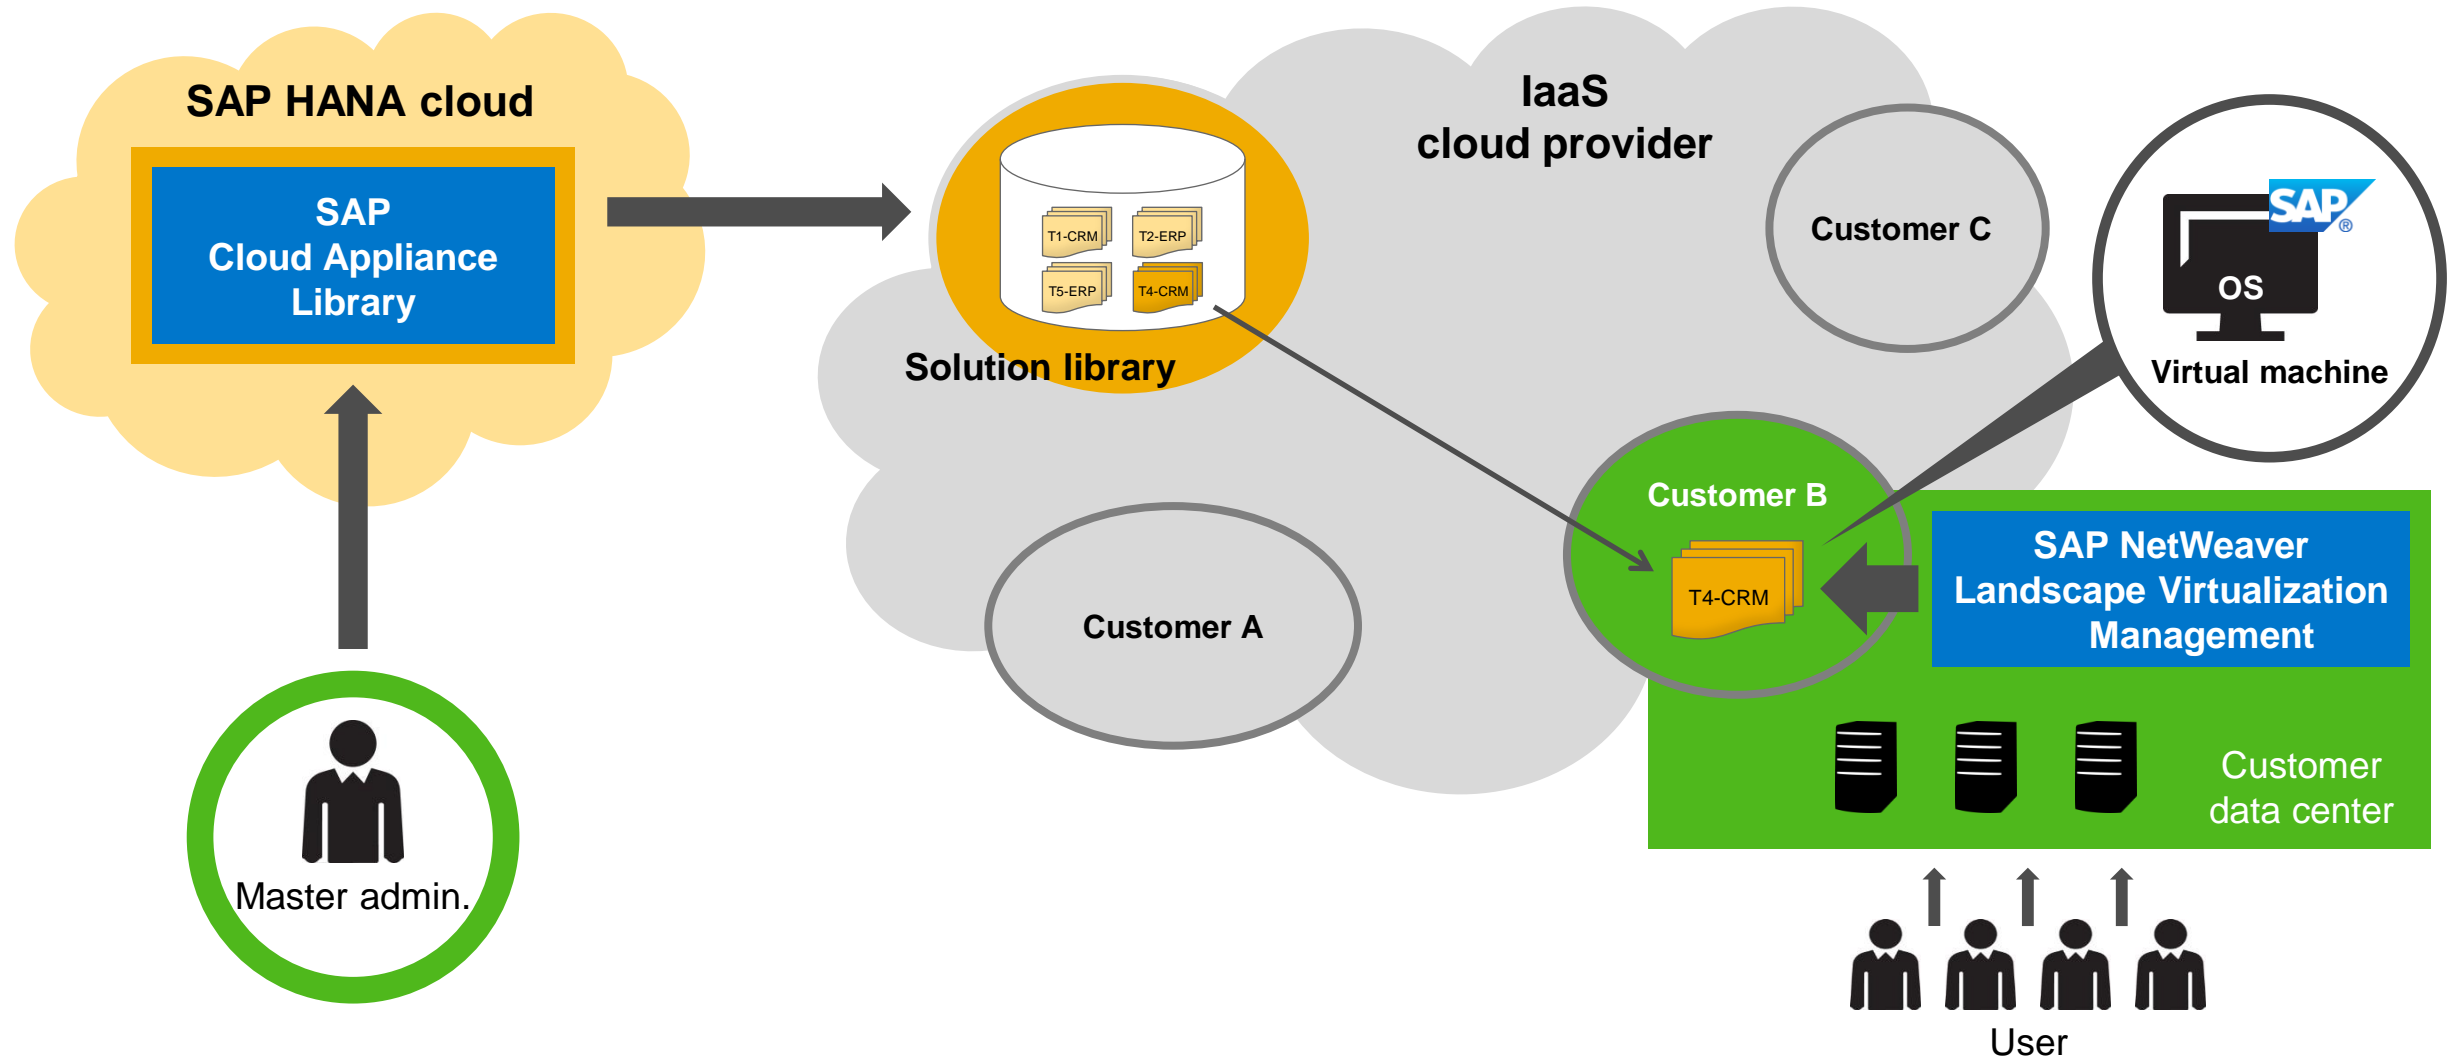 SAP HANA cloud
SAP
Cloud Appliance
Library
Master admin.
IaaS
cloud provider
T1-CRM
T2-ERP
T5-ERP
T4-CRM
Solution library
Customer A
Customer C
Customer B
T4-CRM
SAP®
OS
Virtual machine
SAP NetWeaver
Landscape Virtualization
Management
Customer
data center
User